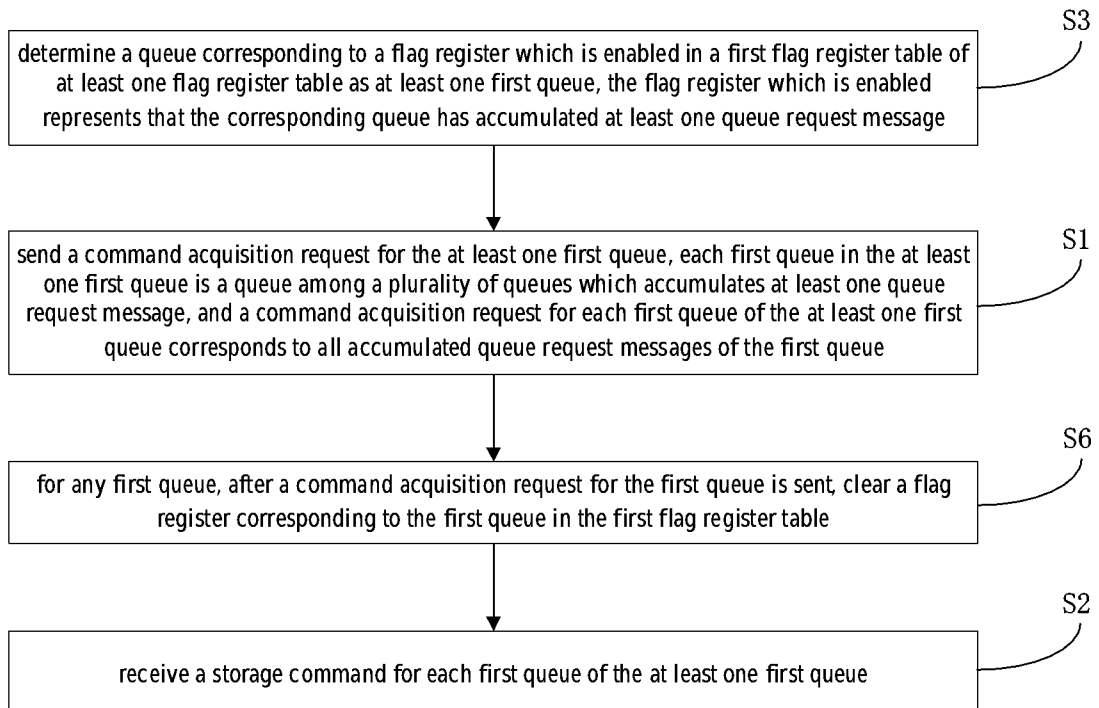 S3
determine a queue corresponding to a flag register which is enabled in a first flag register table of
at least one flag register table as at least one first queue, the flag register which is enabled
represents that the corresponding queue has accumulated at least one queue request message
S1
send a command acquisition request for the at least one first queue, each first queue in the at least
one first queue is a queue among a plurality of queues which accumulates at least one queue
request message, and a command acquisition request for each first queue of the at least one first
queue corresponds to all accumulated queue request messages of the first queue
S6
for any first queue, after a command acquisition request for the first queue is sent, clear a flag
register corresponding to the first queue in the first flag register table
S2
receive a storage command for each first queue of the at least one first queue